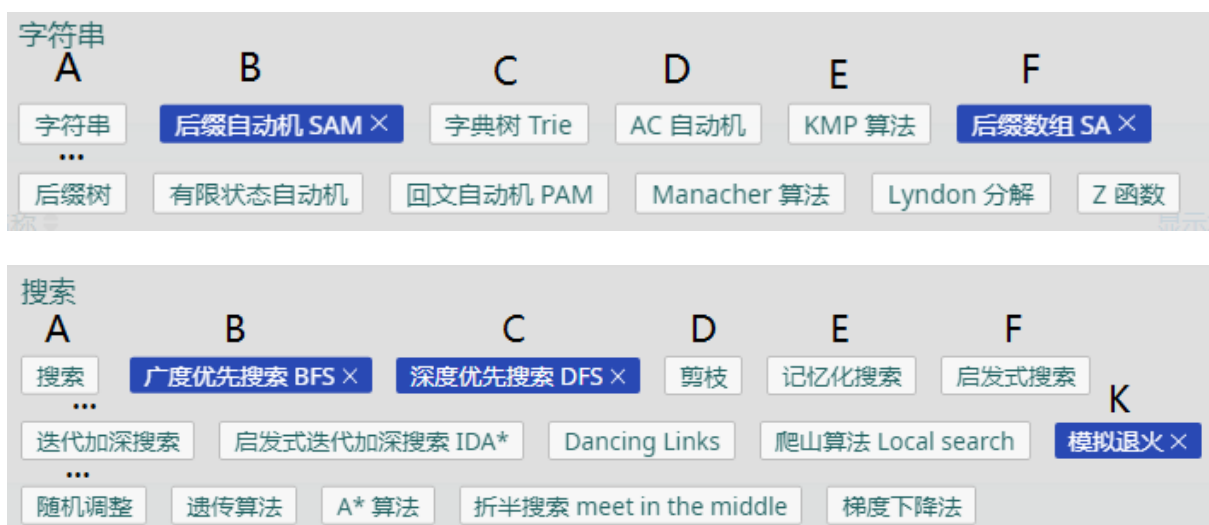 字符串
A B C D E F
字符串 后缀自动机 SAM × 字典树 Trie AC 自动机 KMP 算法 后缀数组 SA ×
...
后缀树 有限状态自动机 回文自动机 PAM Manacher 算法 Lyndon 分解 Z 函数
称 显示
搜索
A B C D E F
搜索 广度优先搜索 BFS × 深度优先搜索 DFS × 剪枝 记忆化搜索 启发式搜索
... K
迭代加深搜索 启发式迭代加深搜索 IDA* Dancing Links 爬山算法 Local search 模拟退火 ×
...
随机调整 遗传算法 A* 算法 折半搜索 meet in the middle 梯度下降法